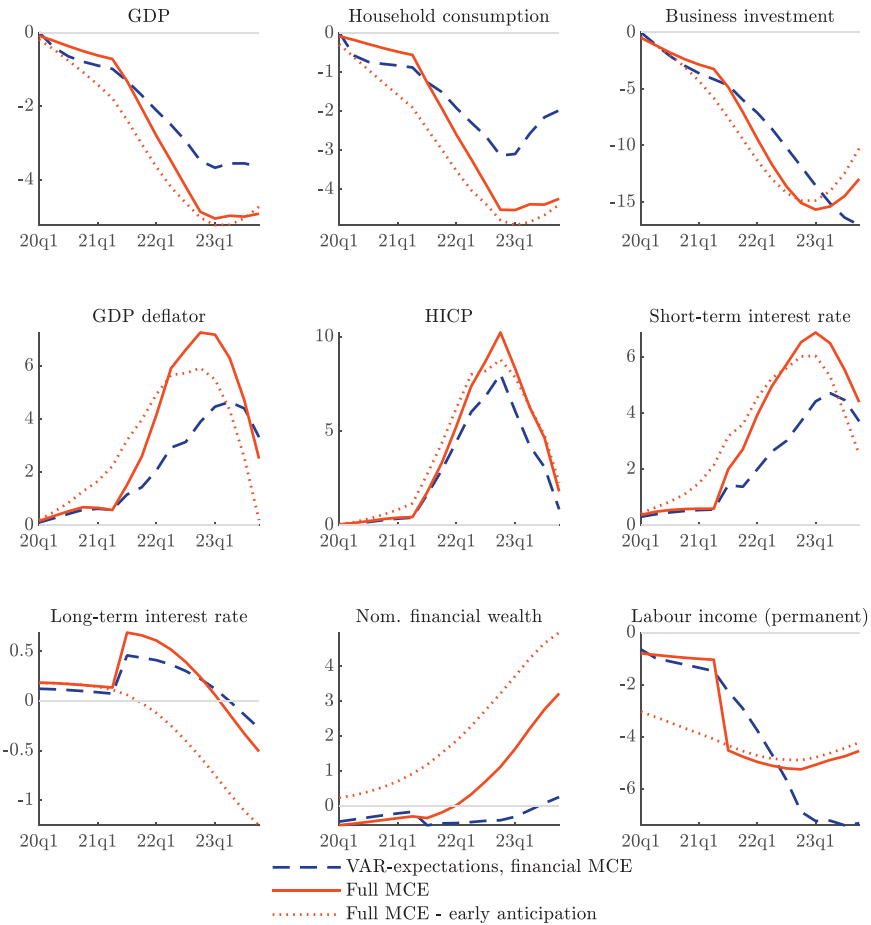 GDP
Household consumption
Business investment
0
-2
-4
20q1 21q1 22q1 23q1
0
-1
-2
-3
-4
20q1 21q1 22q1 23q1
0
-5
-10
-15
20q1 21q1 22q1 23q1
GDP deflator
HICP
Short-term interest rate
6
4
2
0
20q1 21q1 22q1 23q1
10
5
0
20q1 21q1 22q1 23q1
6
4
2
0
20q1 21q1 22q1 23q1
Long-term interest rate
Nom. financial wealth
Labour income (permanent)
0.5
0
-0.5
-1
20q1 21q1 22q1 23q1
4
3
2
1
0
20q1 21q1 22q1 23q1
0
-2
-4
-6
20q1 21q1 22q1 23q1
VAR-expectations, financial MCE
Full MCE
Full MCE - early anticipation